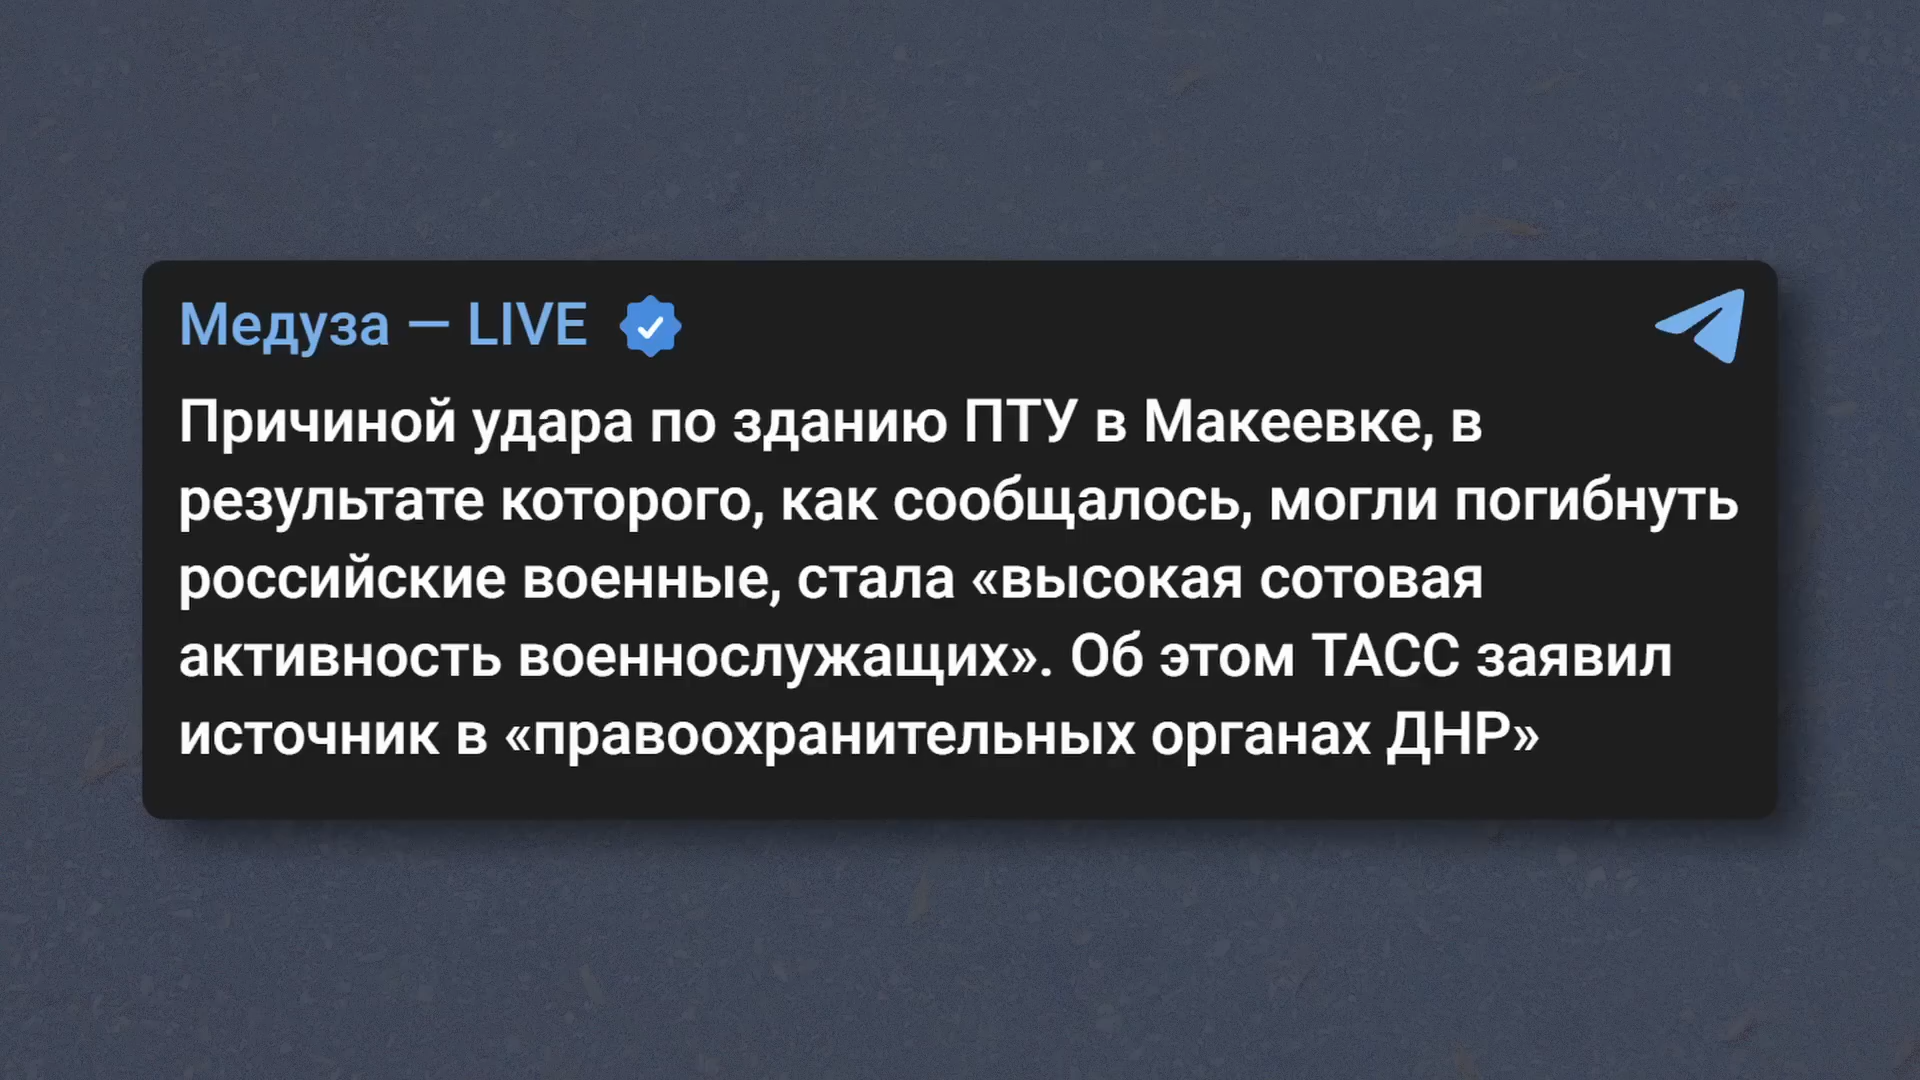 Медуза — LIVE
Причиной удара по зданию ПТУ в Макеевке, в
результате которого, как сообщалось, могли погибнуть
российские военные, стала «высокая сотовая
активность военнослужащих». Об этом ТАСС заявил
источник в «правоохранительных органах ДНР»